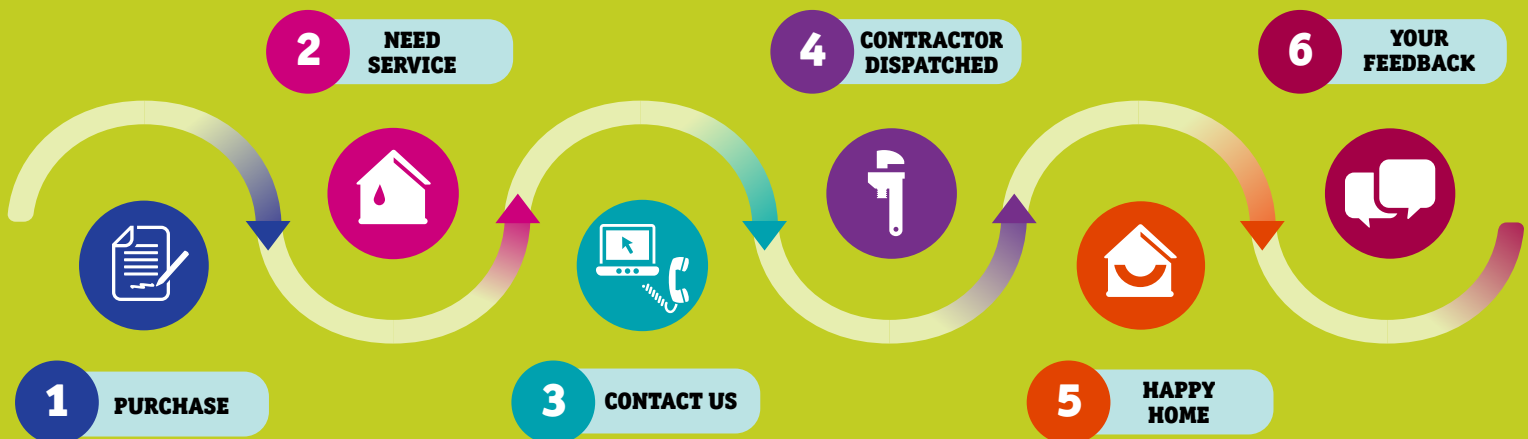 1
PURCHASE
2
NEED
SERVICE
3
CONTACT US
4
CONTRACTOR
DISPATCHED
5
HAPPY
HOME
6
YOUR
FEEDBACK